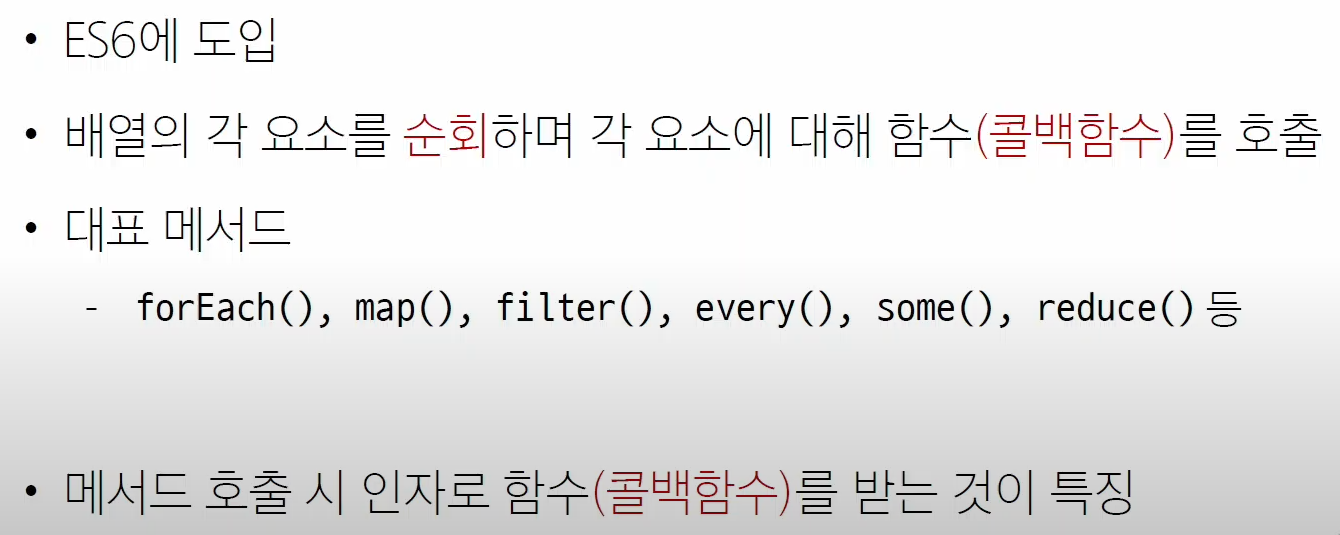 • ES6에 도입
• 배열의 각 요소를 순회하며 각 요소에 대해 함수(콜백함수)를 호출
• 대표 메서드
- forEach(), map(), filter(), every(), some(), reduce() 등
• 메서드 호출 시 인자로 함수(콜백함수)를 받는 것이 특징